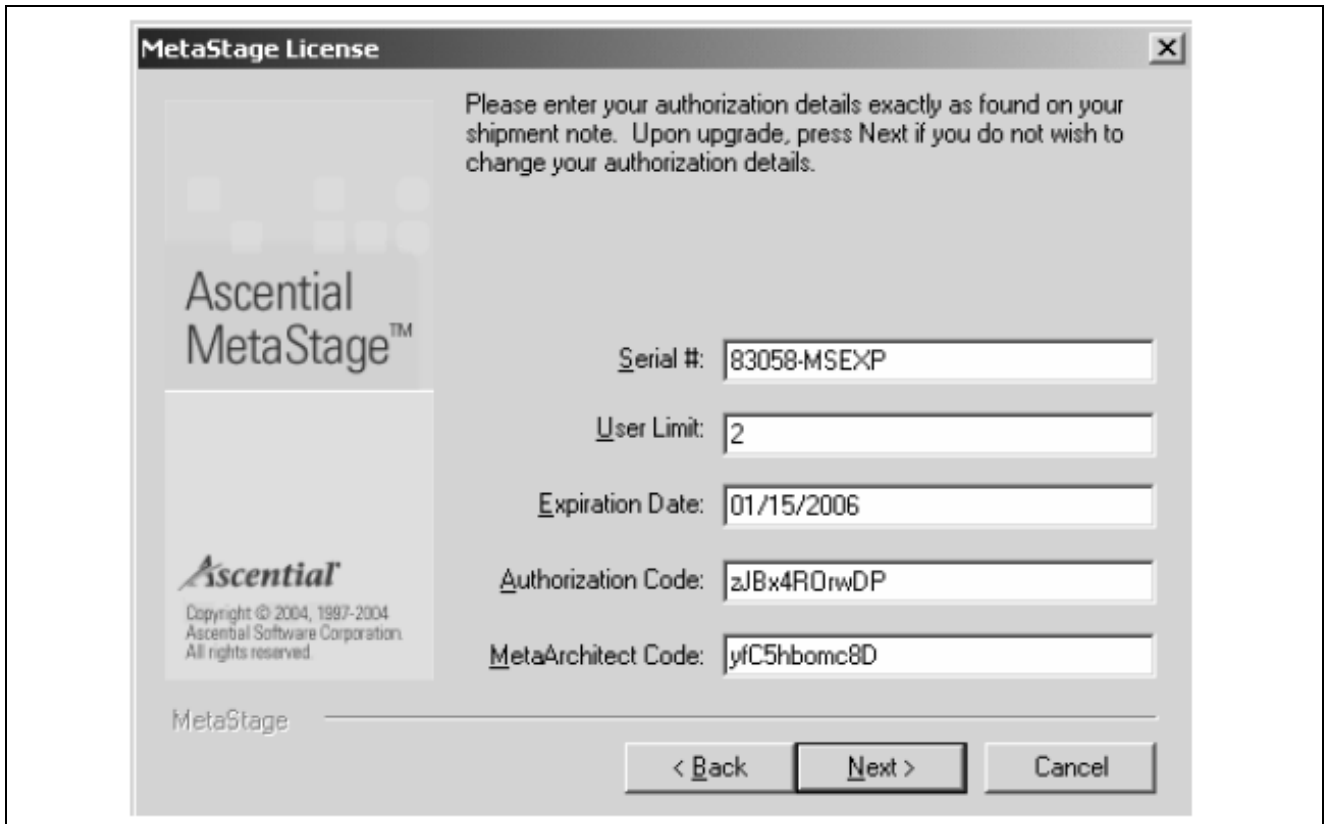 MetaStage License
Please enter your authorization details exactly as found on your
shipment note. Upon upgrade, press Next if you do not wish to
change your authorization details.
Ascential
MetaStage™
Serial #: 83058-MSEXP
User Limit: 2
Expiration Date: 01/15/2006
Authorization Code: zJBx4ROrwDP
MetaArchitect Code: yfC5hbomc8D
Ascential
Copyright © 2004, 1997-2004
Ascential Software Corporation.
All rights reserved.
MetaStage
< Back
Next >
Cancel